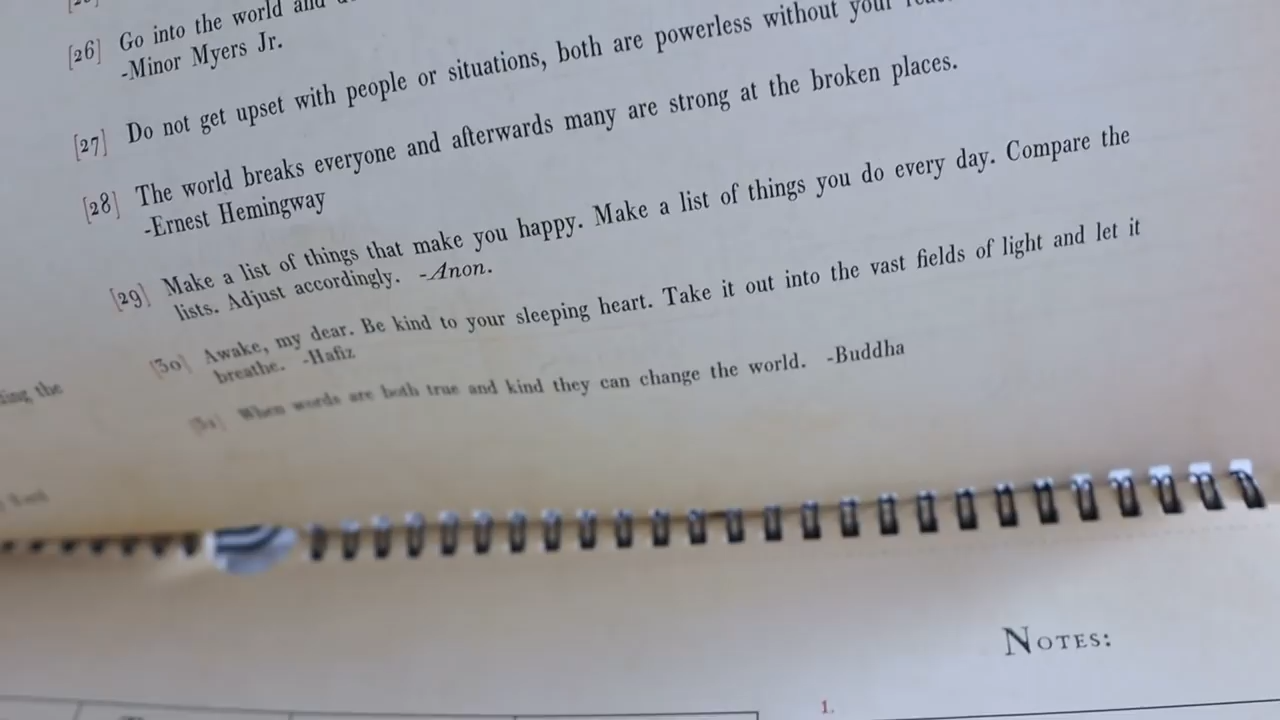 [26] Go into the world and
-Minor Myers Jr.
[27] Do not get upset with people or situations, both are powerless without your
[28] The world breaks everyone and afterwards many are strong at the broken places.
-Ernest Hemingway
[29] Make a list of things that make you happy. Make a list of things you do every day. Compare the
lists. Adjust accordingly. -Anon.
[30] Awake, my dear. Be kind to your sleeping heart. Take it out into the vast fields of light and let it
breathe. -Hafiz
[31] When words are both true and kind they can change the world. -Buddha
the
NOTES:
1.